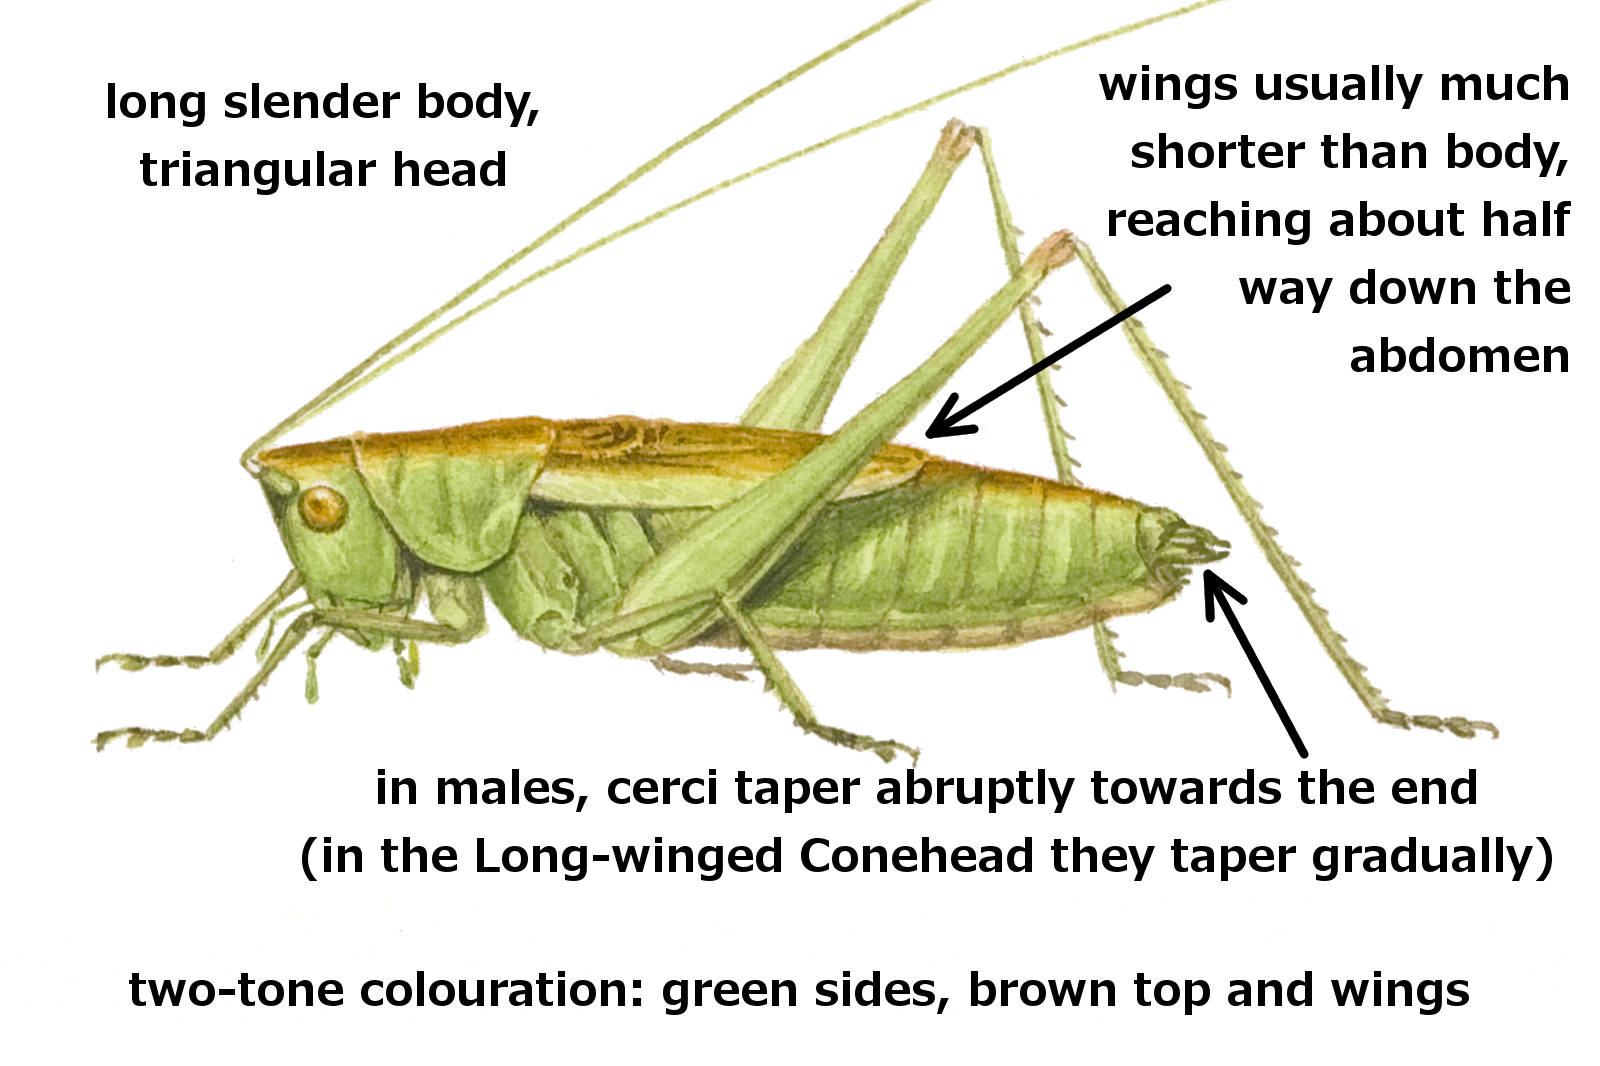 long slender body,
triangular head
wings usually much
shorter than body,
reaching about half
way down the
abdomen
in males, cerci taper abruptly towards the end
(in the Long-winged Conehead they taper gradually)
two-tone colouration: green sides, brown top and wings